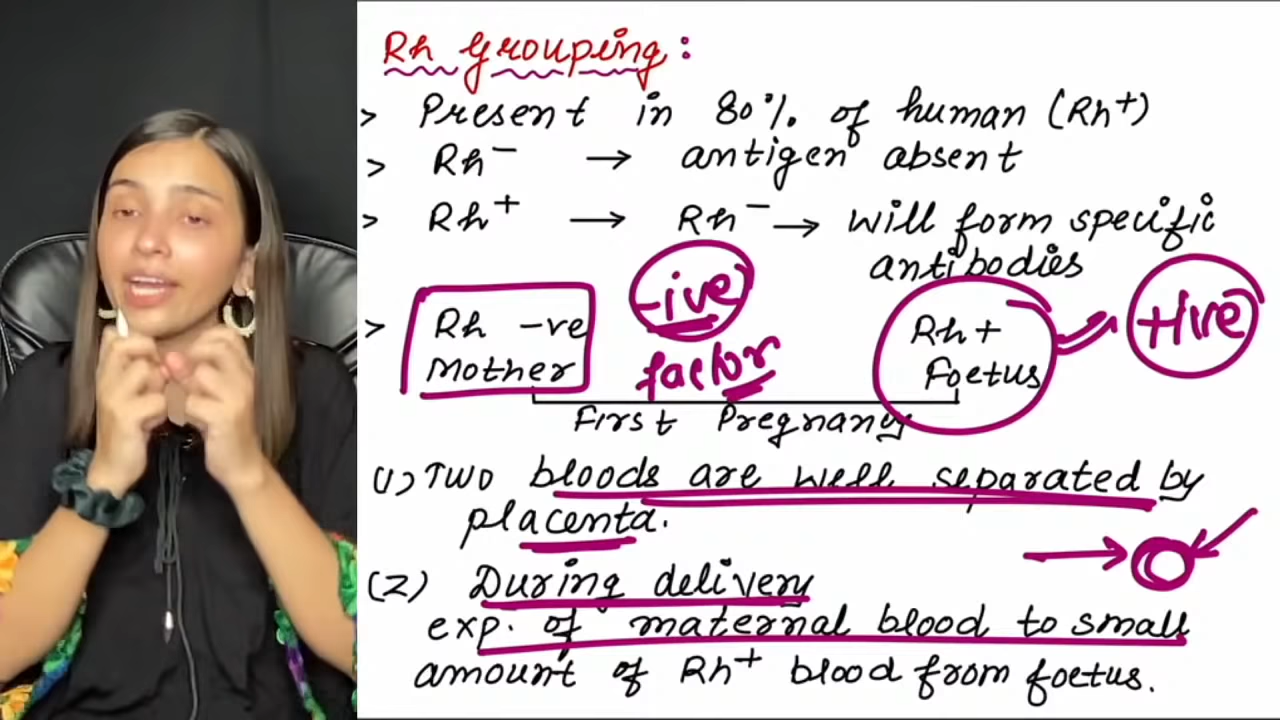 Rh grouping :
> Present in 80%. of human (Rh+)
> Rh- → antigen absent
> Rh+ → Rh- → will form specific
antibodies
-ive
factor
> Rh -ve
Mother
Rh+
Foetus
+ive
First Pregnancy
(1) Two bloods are well separated by
placenta.
(2) During delivery
exp. of maternal blood to small
amount of Rh+ blood from foetus.